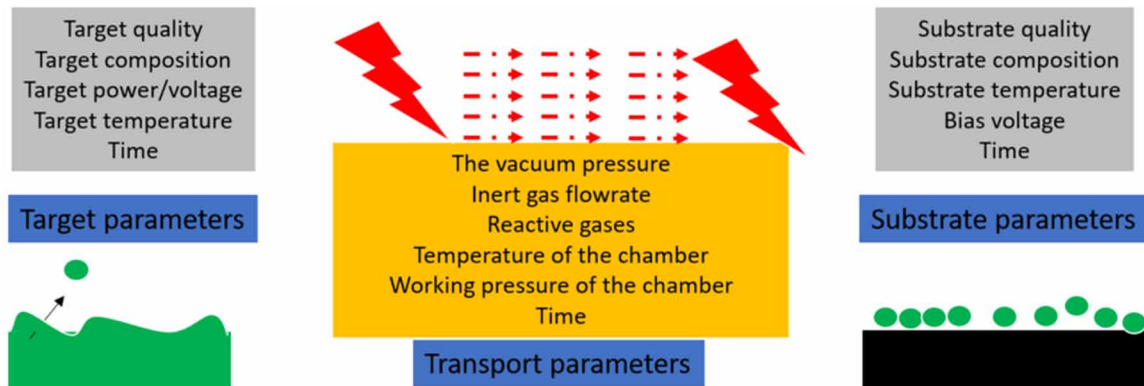 Target quality
Target composition
Target power/voltage
Target temperature
Time
Target parameters
The vacuum pressure
Inert gas flowrate
Reactive gases
Temperature of the chamber
Working pressure of the chamber
Time
Transport parameters
Substrate quality
Substrate composition
Substrate temperature
Bias voltage
Time
Substrate parameters